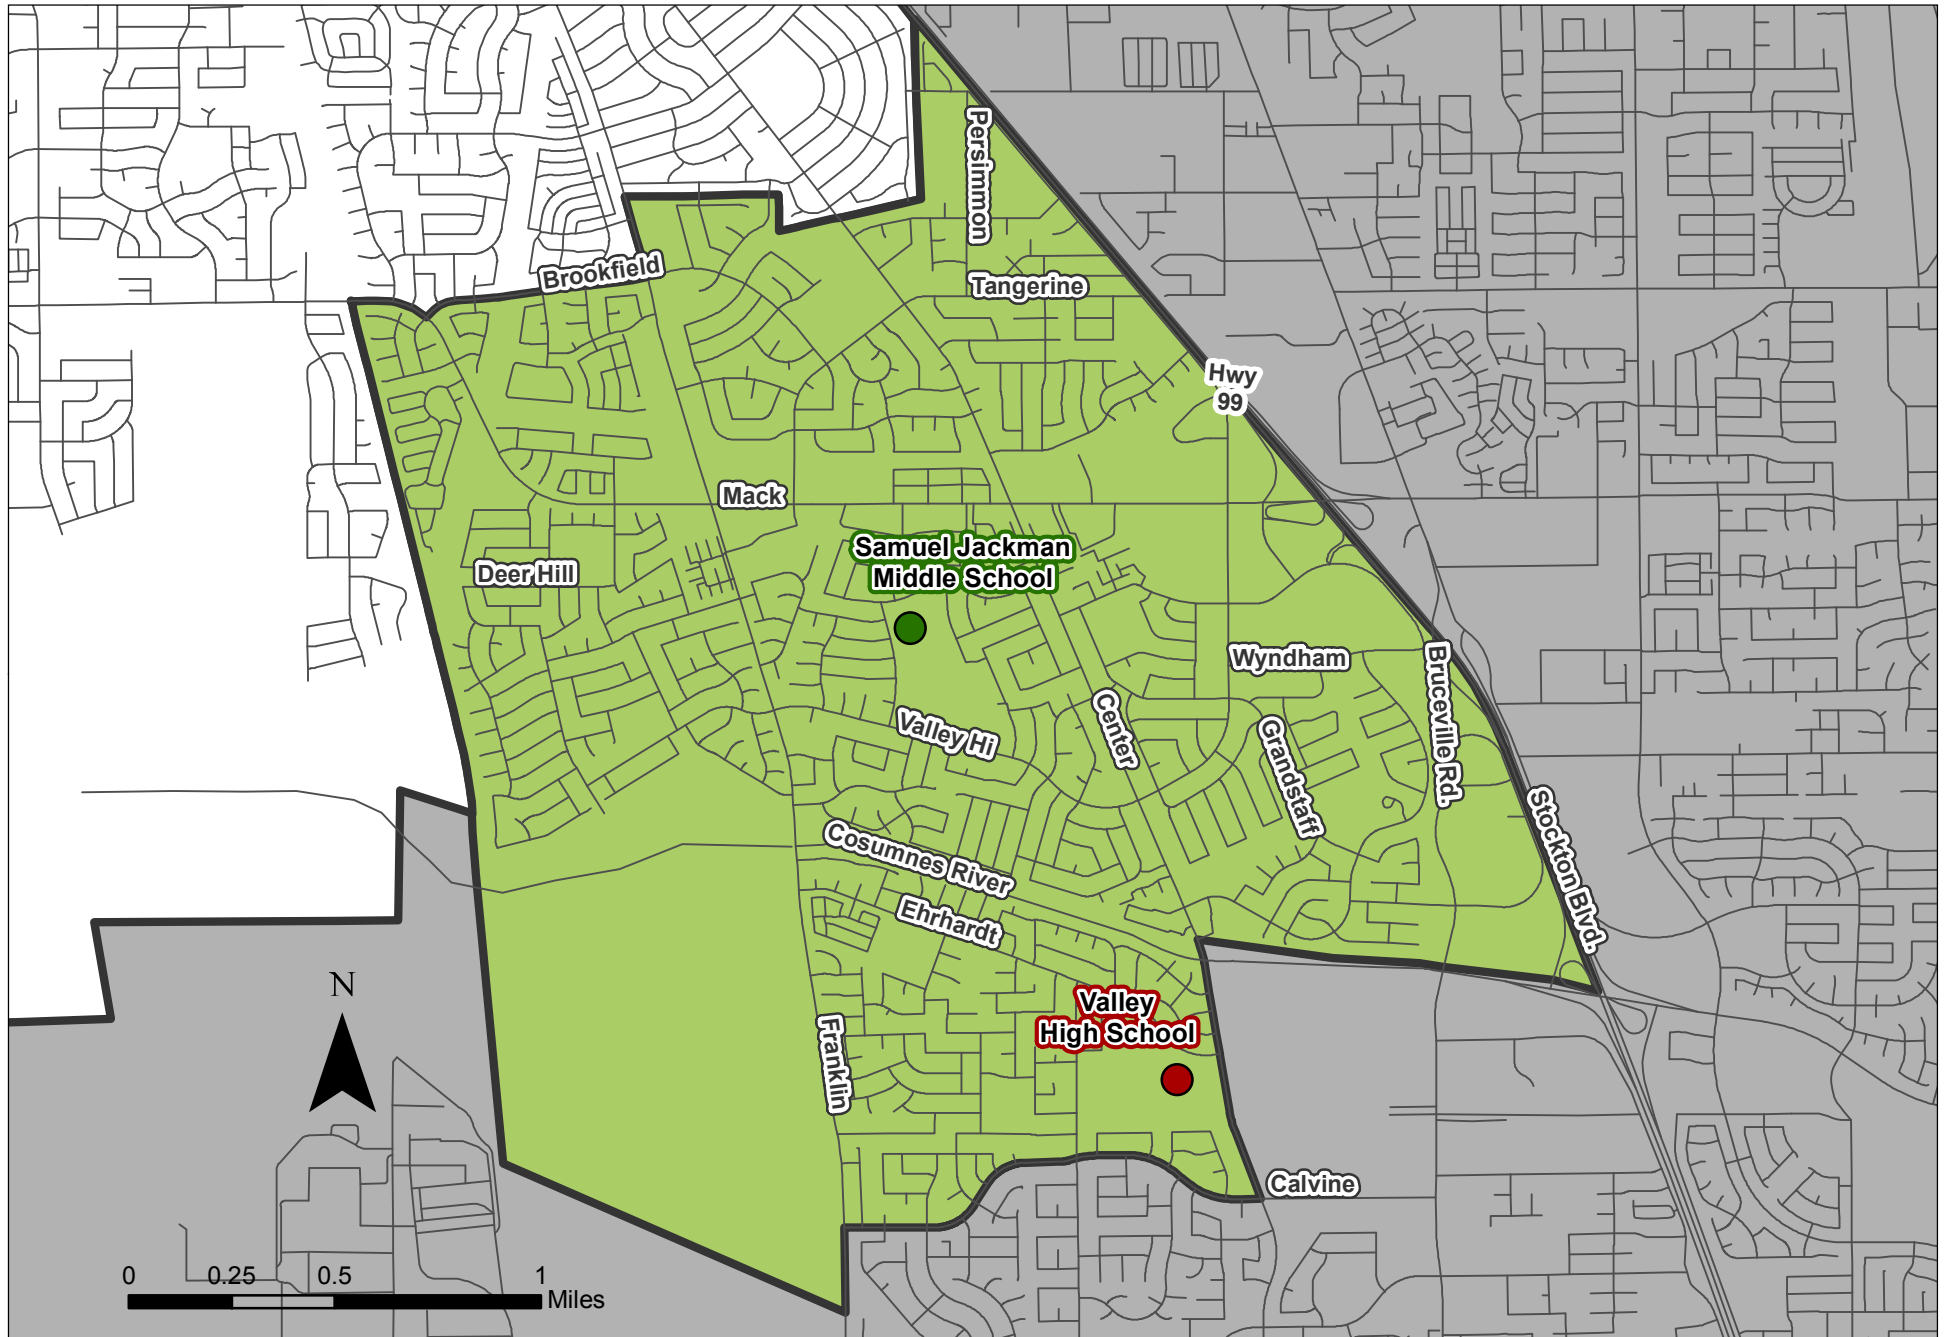 Persimmon
Brookfield
Tangerine
Hwy
99
Mack
Samuel Jackman
Middle School
Deer Hill
Wyndham
Bruceville Rd.
Center
Valley Hi
Grandstaff
Stockton Blvd.
Cosumnes River
Ehrhardt
N
Valley
High School
Franklin
Calvine
0 0.25 0.5 1
Miles